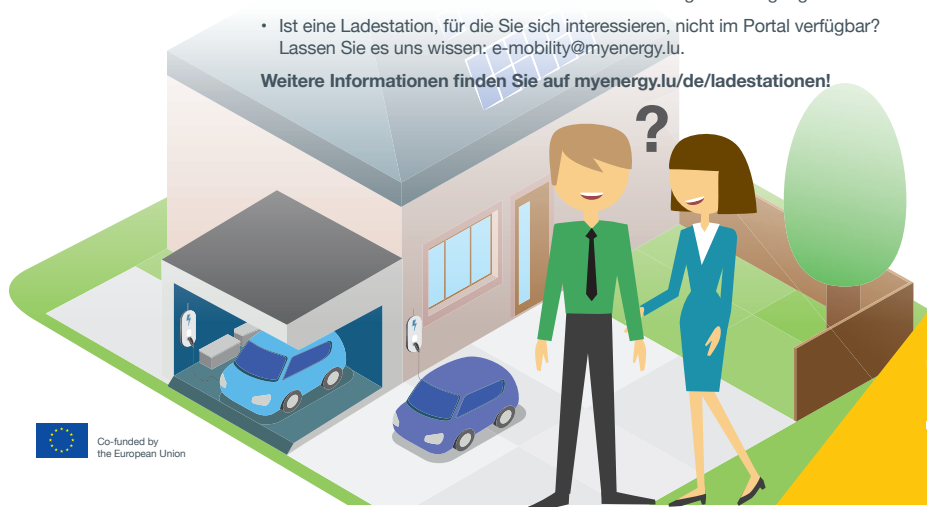 • Ist eine Ladestation, für die Sie sich interessieren, nicht im Portal verfügbar?
Lassen Sie es uns wissen: e-mobility@myenergy.lu.
Weitere Informationen finden Sie auf myenergy.lu/de/ladestationen!
?
Co-funded by
the European Union